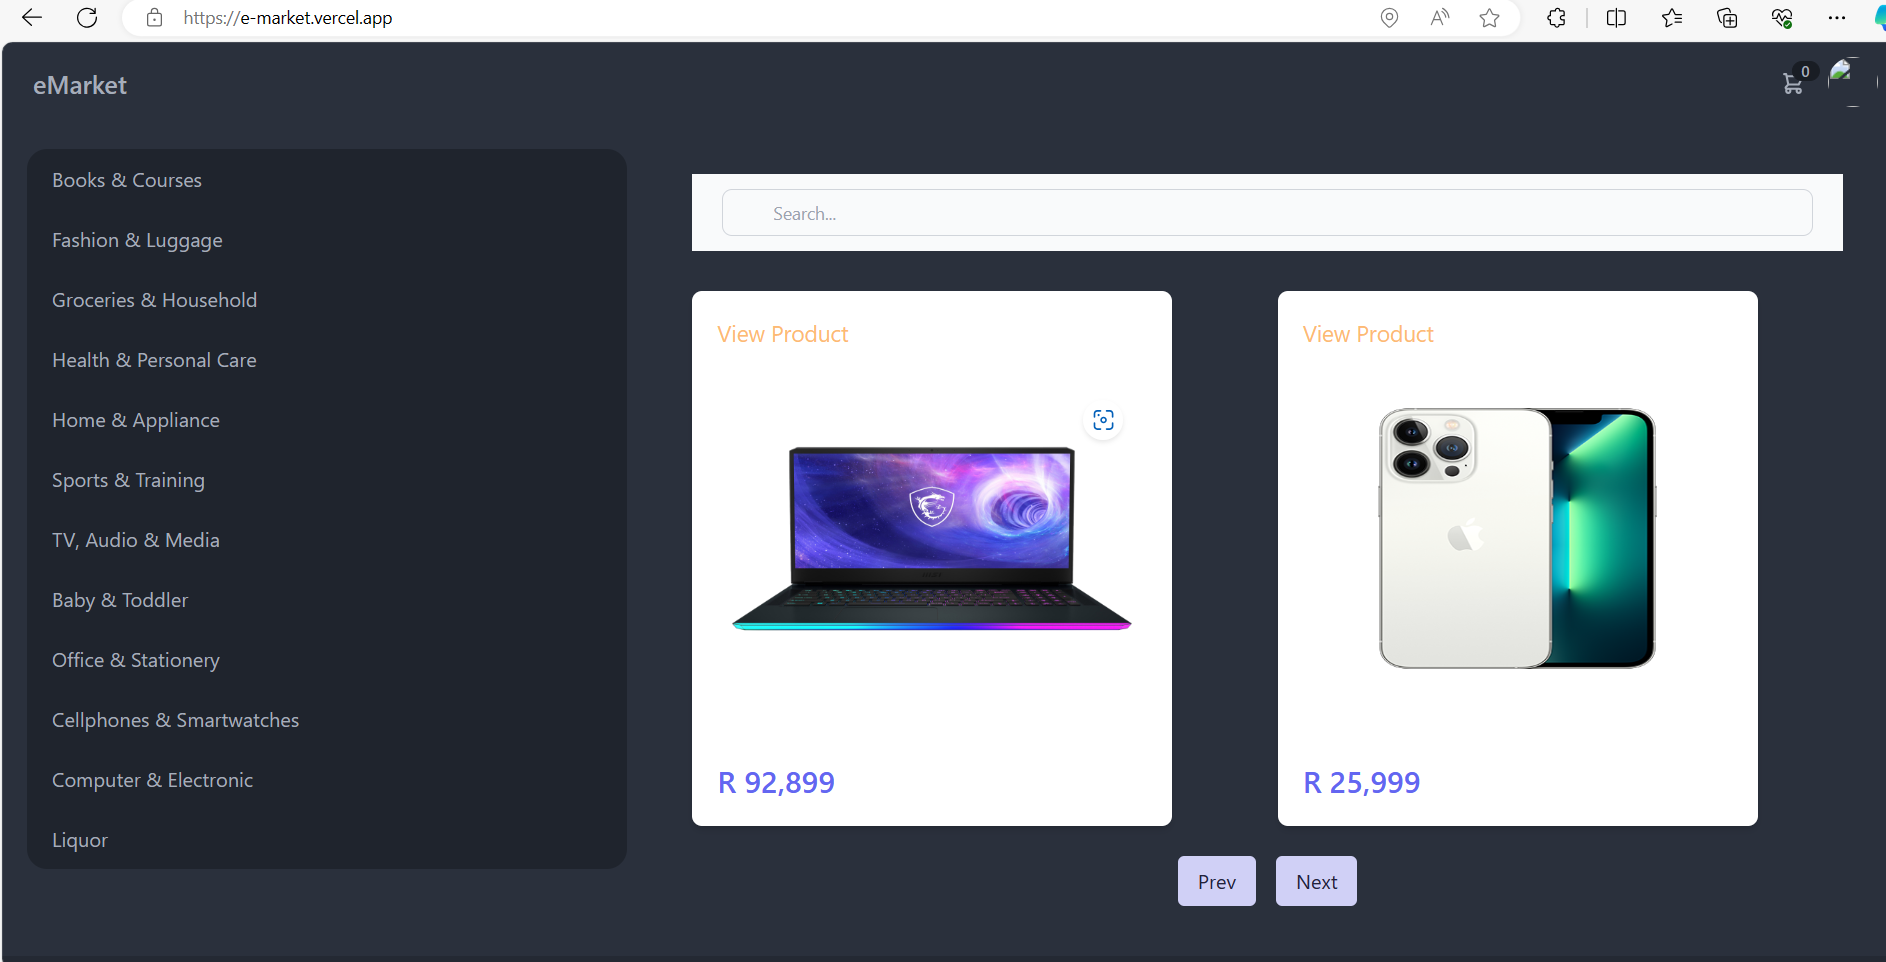 https://e-market.vercel.app
eMarket
0
Books & Courses
Fashion & Luggage
Groceries & Household
Health & Personal Care
Home & Appliance
Sports & Training
TV, Audio & Media
Baby & Toddler
Office & Stationery
Cellphones & Smartwatches
Computer & Electronic
Liquor
Search...
View Product
R 92,899
View Product
R 25,999
Prev
Next